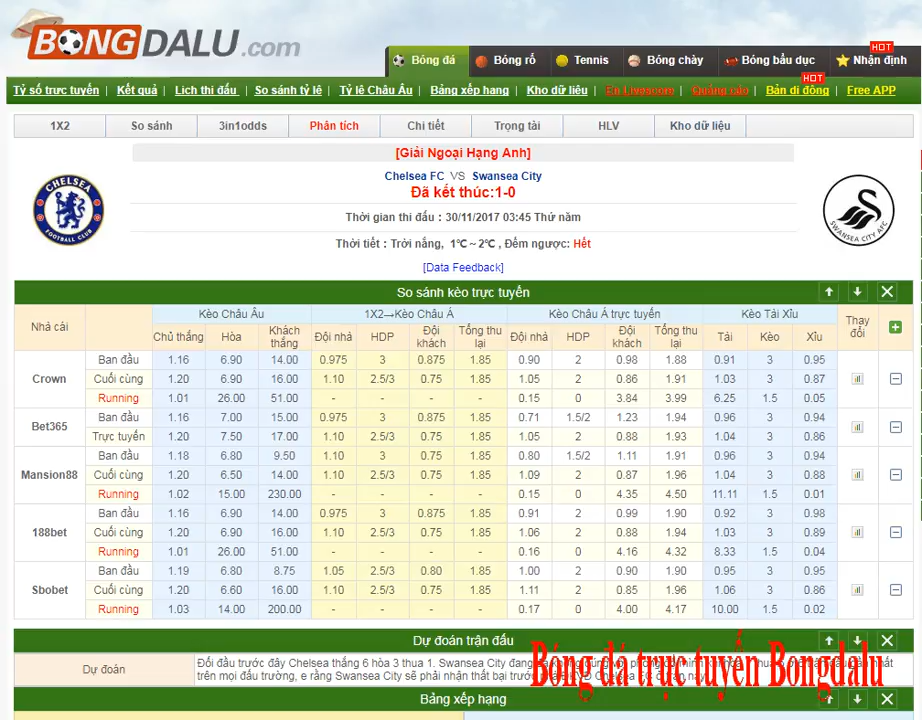 BONGDALU.com
Bóng đá Bóng rổ Tennis Bóng chày Bóng bầu dục HOT Nhận định
Tỷ số trực tuyến | Kết quả | Lịch thi đấu | So sánh tỷ lệ | Tỷ lê Châu Âu | Bảng xếp hạng | Kho dữ liệu | En Livescore | Quảng cáo | HOT Bản di động | Free APP
1X2 So sánh 3in1odds Phân tích Chi tiết Trọng tài HLV Kho dữ liệu
[Giải Ngoại Hạng Anh]
Chelsea FC VS Swansea City
Đã kết thúc:1-0
Thời gian thi đấu : 30/11/2017 03:45 Thứ năm
Thời tiết : Trời nắng, 1℃～2℃ , Đếm ngược: Hết
[Data Feedback]
CHELSEA FOOTBALL CLUB
SWANSEA CITY AFC
So sánh kèo trực tuyến
Nhà cái Kèo Châu Âu 1X2→Kèo Châu Á Kèo Châu Á trực tuyến Kèo Tài Xỉu Thay đổi
Chủ thắng Hòa Khách thắng Đội nhà HDP Đội khách Tổng thu lại Đội nhà HDP Đội khách Tổng thu lại Tài Kèo Xỉu
Crown
Ban đầu 1.16 6.90 14.00 0.975 3 0.875 1.85 0.90 2 0.98 1.88 0.91 3 0.95
Cuối cùng 1.20 6.90 16.00 1.10 2.5/3 0.75 1.85 1.05 2 0.86 1.91 1.03 3 0.87
Running 1.01 26.00 51.00 - - - - 0.15 0 3.84 3.99 6.25 1.5 0.05
Bet365
Ban đầu 1.16 7.00 15.00 0.975 3 0.875 1.85 0.71 1.5/2 1.23 1.94 0.96 3 0.94
Trực tuyến 1.20 7.50 17.00 1.10 2.5/3 0.75 1.85 1.05 2 0.88 1.93 1.04 3 0.86
Mansion88
Ban đầu 1.18 6.80 9.50 1.10 3 0.75 1.85 0.80 1.5/2 1.11 1.91 0.96 3 0.94
Cuối cùng 1.20 6.50 14.00 1.10 2.5/3 0.75 1.85 1.09 2 0.87 1.96 1.04 3 0.88
Running 1.02 15.00 230.00 - - - - 0.15 0 4.35 4.50 11.11 1.5 0.01
188bet
Ban đầu 1.16 6.90 14.00 0.975 3 0.875 1.85 0.91 2 0.99 1.90 0.92 3 0.98
Cuối cùng 1.20 6.90 16.00 1.10 2.5/3 0.75 1.85 1.06 2 0.88 1.94 1.03 3 0.89
Running 1.01 26.00 51.00 - - - - 0.16 0 4.16 4.32 8.33 1.5 0.04
Sbobet
Ban đầu 1.19 6.80 8.75 1.05 2.5/3 0.80 1.85 1.00 2 0.90 1.90 0.95 3 0.95
Cuối cùng 1.20 6.60 16.00 1.10 2.5/3 0.75 1.85 1.11 2 0.85 1.96 1.06 3 0.86
Running 1.03 14.00 200.00 - - - - 0.17 0 4.00 4.17 10.00 1.5 0.02
Dự đoán trận đấu
Dự đoán
Đối đầu trước đây Chelsea thắng 6 hòa 3 thua 1. Swansea City đang
trên mọi đấu trường, e rằng Swansea City sẽ phải nhận thất bại trước
Bóng đá trực tuyến Bongdalu
Bảng xếp hạng